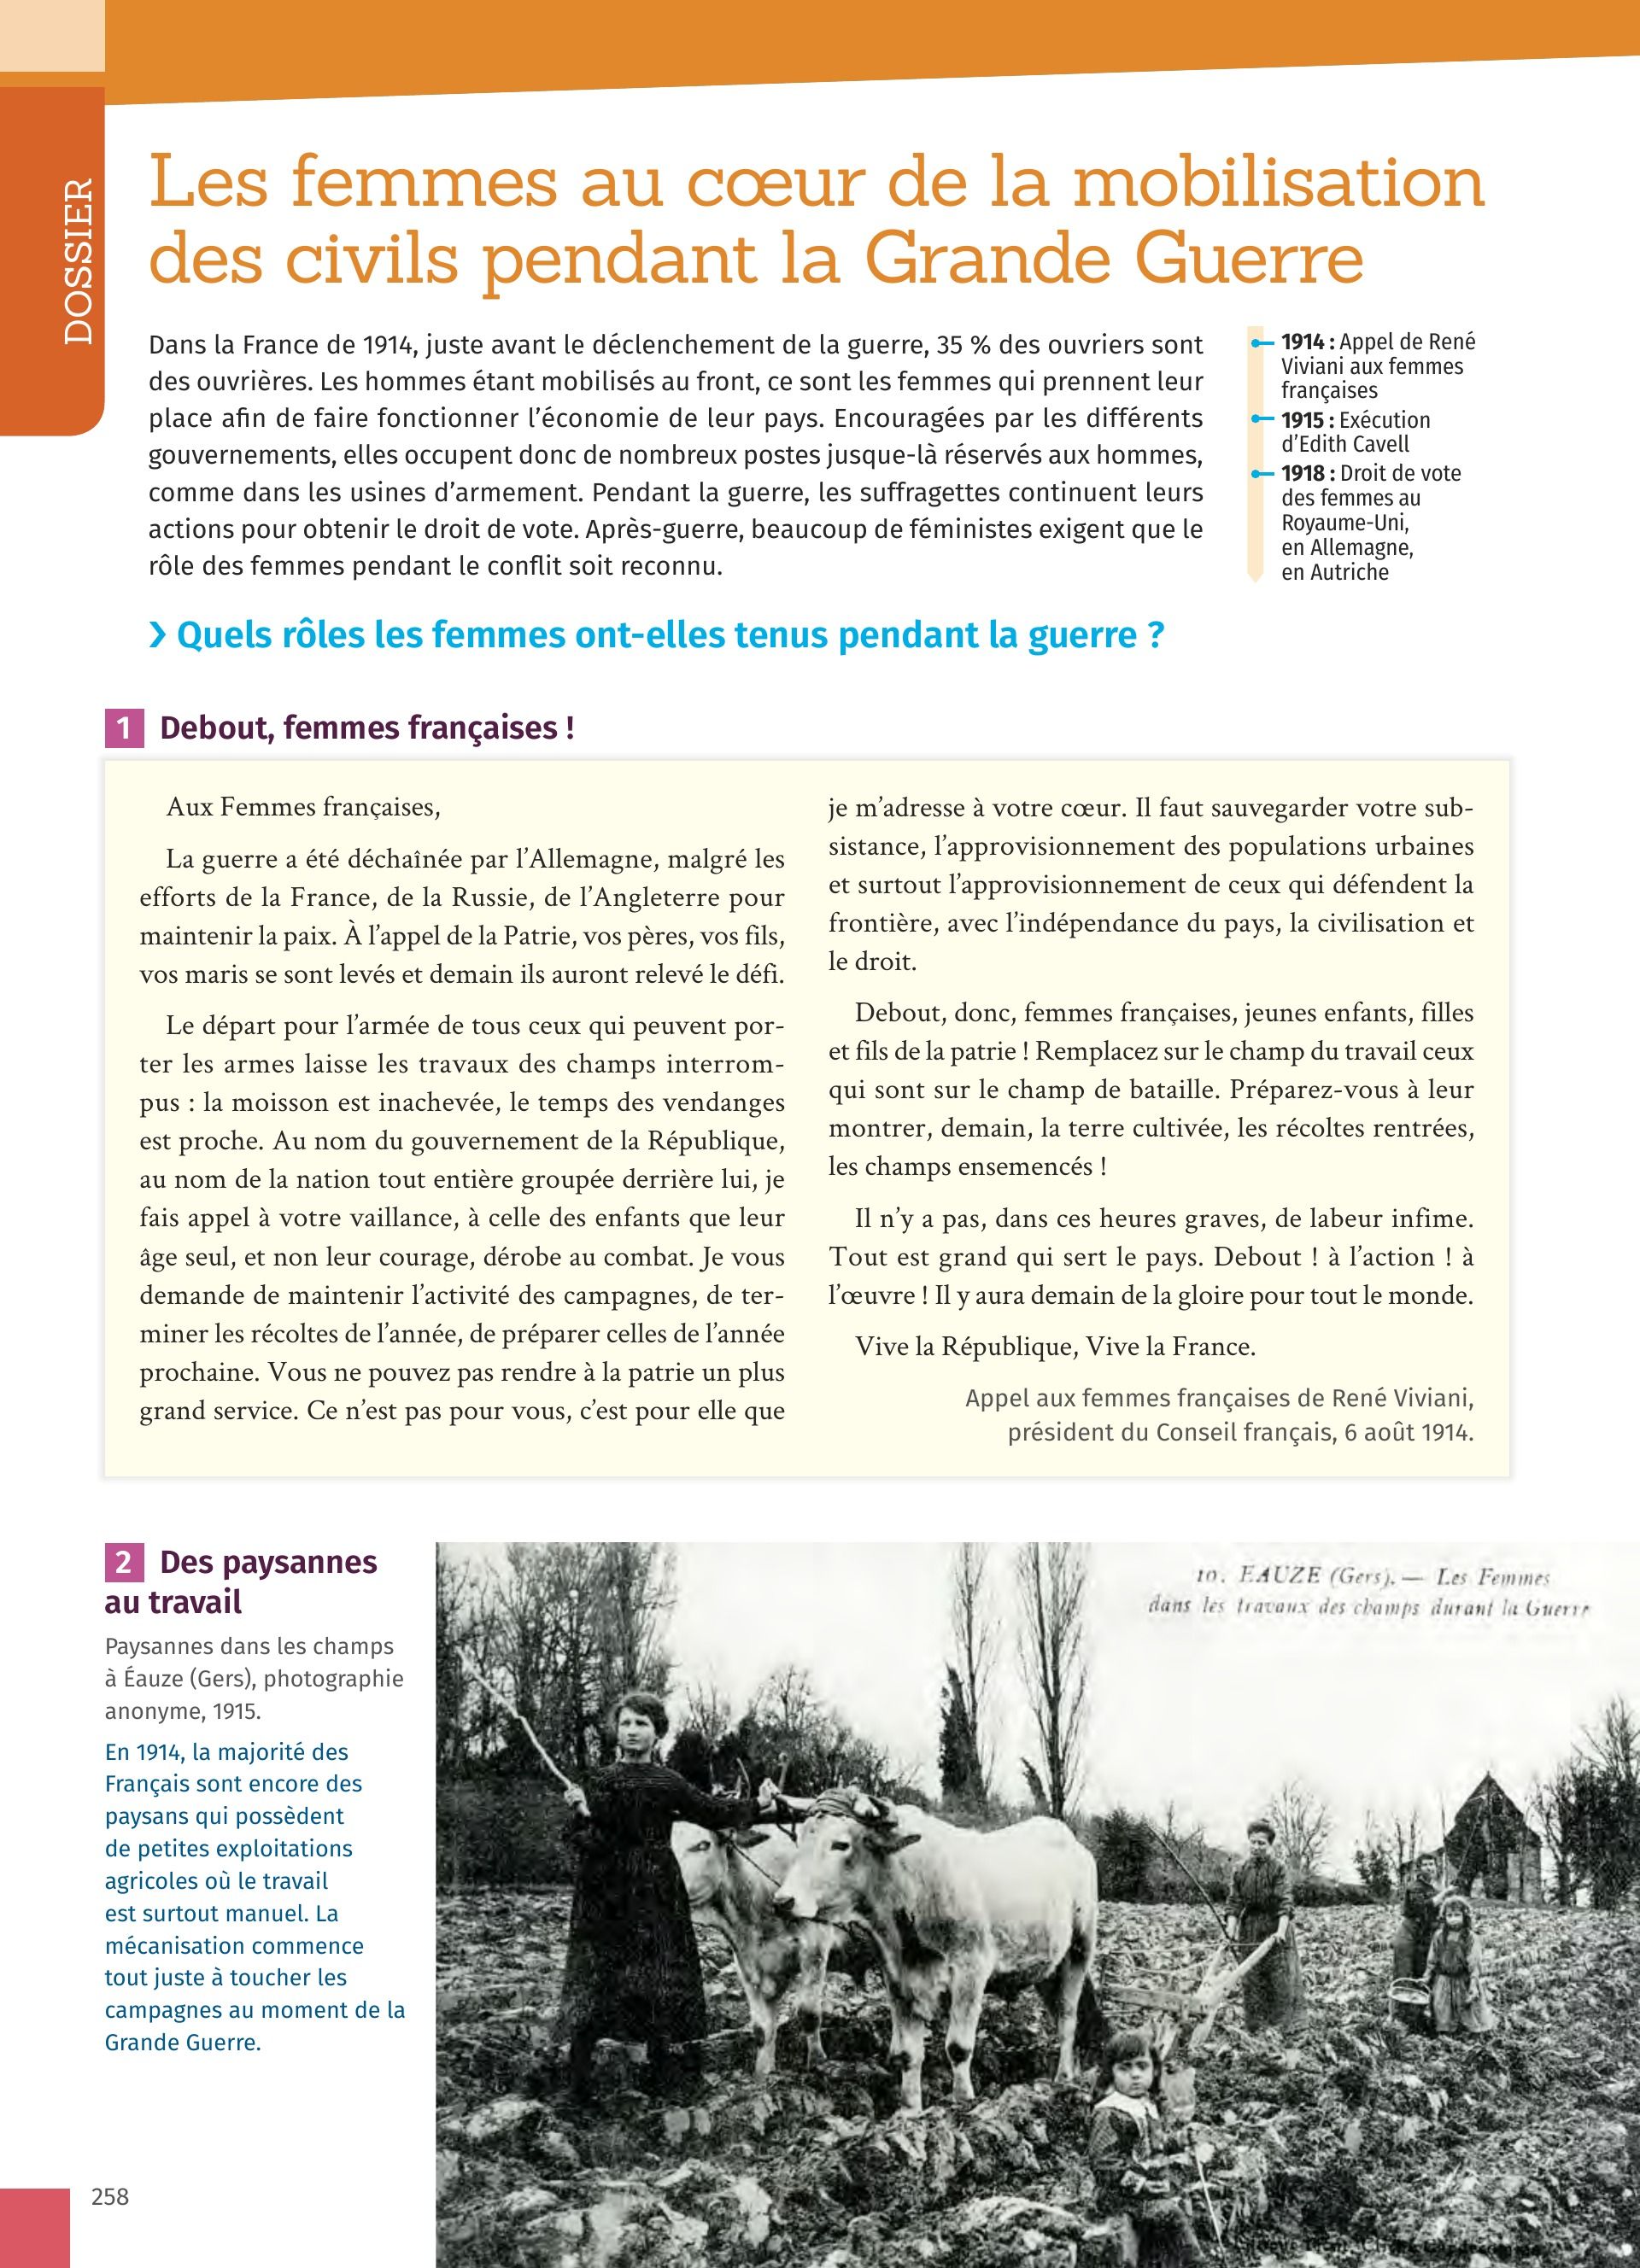 DOSSIER
Les femmes au cœur de la mobilisation
des civils pendant la Grande Guerre
Dans la France de 1914, juste avant le déclenchement de la guerre, 35 % des ouvriers sont
des ouvrières. Les hommes étant mobilisés au front, ce sont les femmes qui prennent leur
place afin de faire fonctionner l’économie de leur pays. Encouragées par les différents
gouvernements, elles occupent donc de nombreux postes jusque-là réservés aux hommes,
comme dans les usines d’armement. Pendant la guerre, les suffragettes continuent leurs
actions pour obtenir le droit de vote. Après-guerre, beaucoup de féministes exigent que le
rôle des femmes pendant le conflit soit reconnu.
1914 : Appel de René
Viviani aux femmes
françaises
1915 : Exécution
d’Edith Cavell
1918 : Droit de vote
des femmes au
Royaume-Uni,
en Allemagne,
en Autriche
› Quels rôles les femmes ont-elles tenus pendant la guerre ?
1 Debout, femmes françaises !
Aux Femmes françaises,
La guerre a été déchaînée par l’Allemagne, malgré les
efforts de la France, de la Russie, de l’Angleterre pour
maintenir la paix. À l’appel de la Patrie, vos pères, vos fils,
vos maris se sont levés et demain ils auront relevé le défi.
Le départ pour l’armée de tous ceux qui peuvent por-
ter les armes laisse les travaux des champs interrom-
pus : la moisson est inachevée, le temps des vendanges
est proche. Au nom du gouvernement de la République,
au nom de la nation tout entière groupée derrière lui, je
fais appel à votre vaillance, à celle des enfants que leur
âge seul, et non leur courage, dérobe au combat. Je vous
demande de maintenir l’activité des campagnes, de ter-
miner les récoltes de l’année, de préparer celles de l’année
prochaine. Vous ne pouvez pas rendre à la patrie un plus
grand service. Ce n’est pas pour vous, c’est pour elle que
je m’adresse à votre cœur. Il faut sauvegarder votre sub-
sistance, l’approvisionnement des populations urbaines
et surtout l’approvisionnement de ceux qui défendent la
frontière, avec l’indépendance du pays, la civilisation et
le droit.
Debout, donc, femmes françaises, jeunes enfants, filles
et fils de la patrie ! Remplacez sur le champ du travail ceux
qui sont sur le champ de bataille. Préparez-vous à leur
montrer, demain, la terre cultivée, les récoltes rentrées,
les champs ensemencés !
Il n’y a pas, dans ces heures graves, de labeur infime.
Tout est grand qui sert le pays. Debout ! à l’action ! à
l’œuvre ! Il y aura demain de la gloire pour tout le monde.
Vive la République, Vive la France.
Appel aux femmes françaises de René Viviani,
président du Conseil français, 6 août 1914.
2 Des paysannes
au travail
Paysannes dans les champs
à Éauze (Gers), photographie
anonyme, 1915.
En 1914, la majorité des
Français sont encore des
paysans qui possèdent
de petites exploitations
agricoles où le travail
est surtout manuel. La
mécanisation commence
tout juste à toucher les
campagnes au moment de la
Grande Guerre.
10. EAUZE (Gers). — Les Femmes
dans les travaux des champs durant la Guerre
258